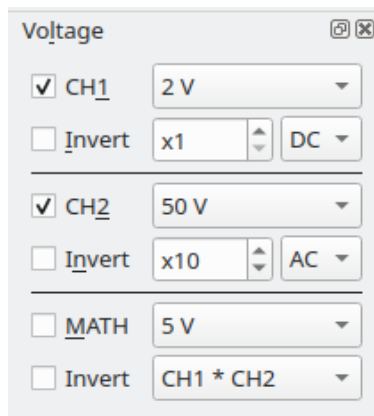 Voltage
CH1 2 V
Invert x1 DC
CH2 50 V
Invert x10 AC
MATH 5 V
Invert CH1 * CH2